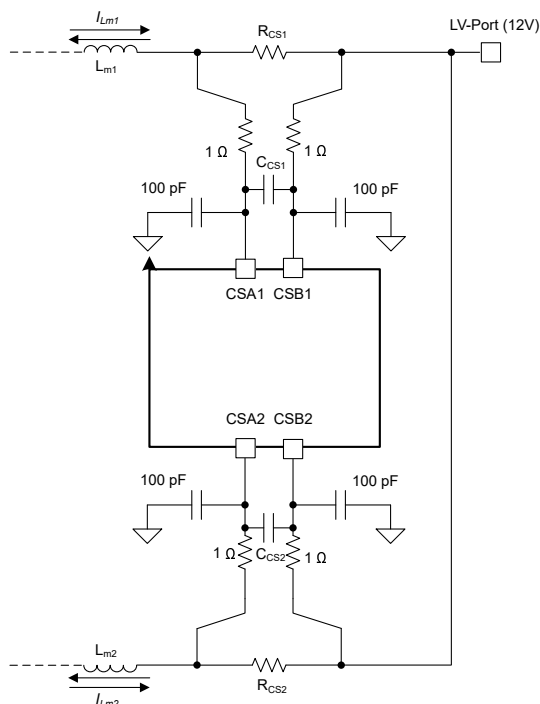 I_Lm1
R_CS1
LV-Port (12V)
L_m1
1 Ω
1 Ω
C_CS1
100 pF
100 pF
CSA1
CSB1
CSA2
CSB2
100 pF
100 pF
1 Ω
C_CS2
1 Ω
L_m2
R_CS2
I_Lm2